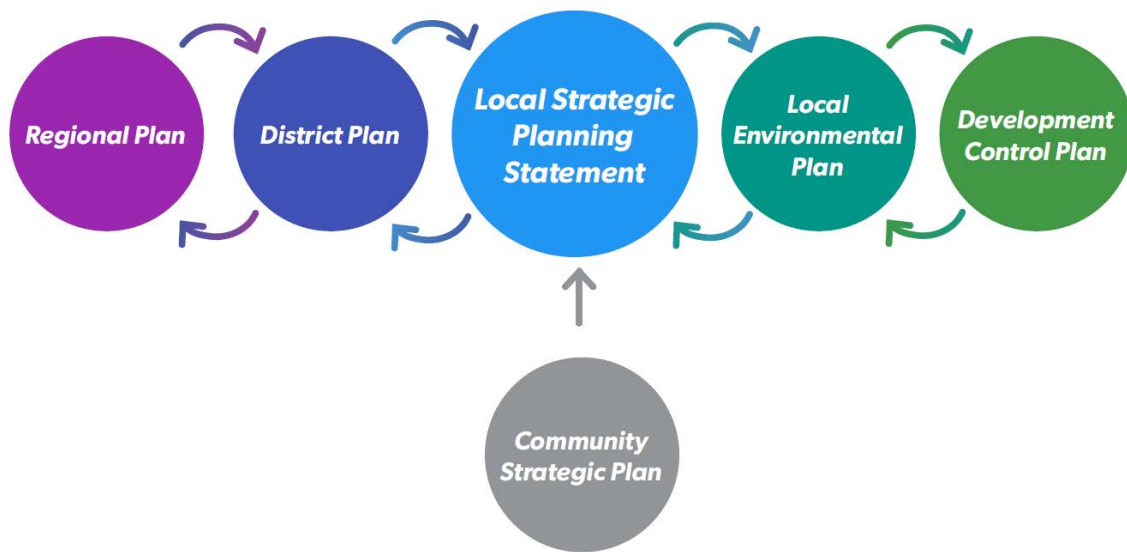 Regional Plan
District Plan
Local Strategic
Planning
Statement
Local
Environmental
Plan
Development
Control Plan
Community
Strategic Plan